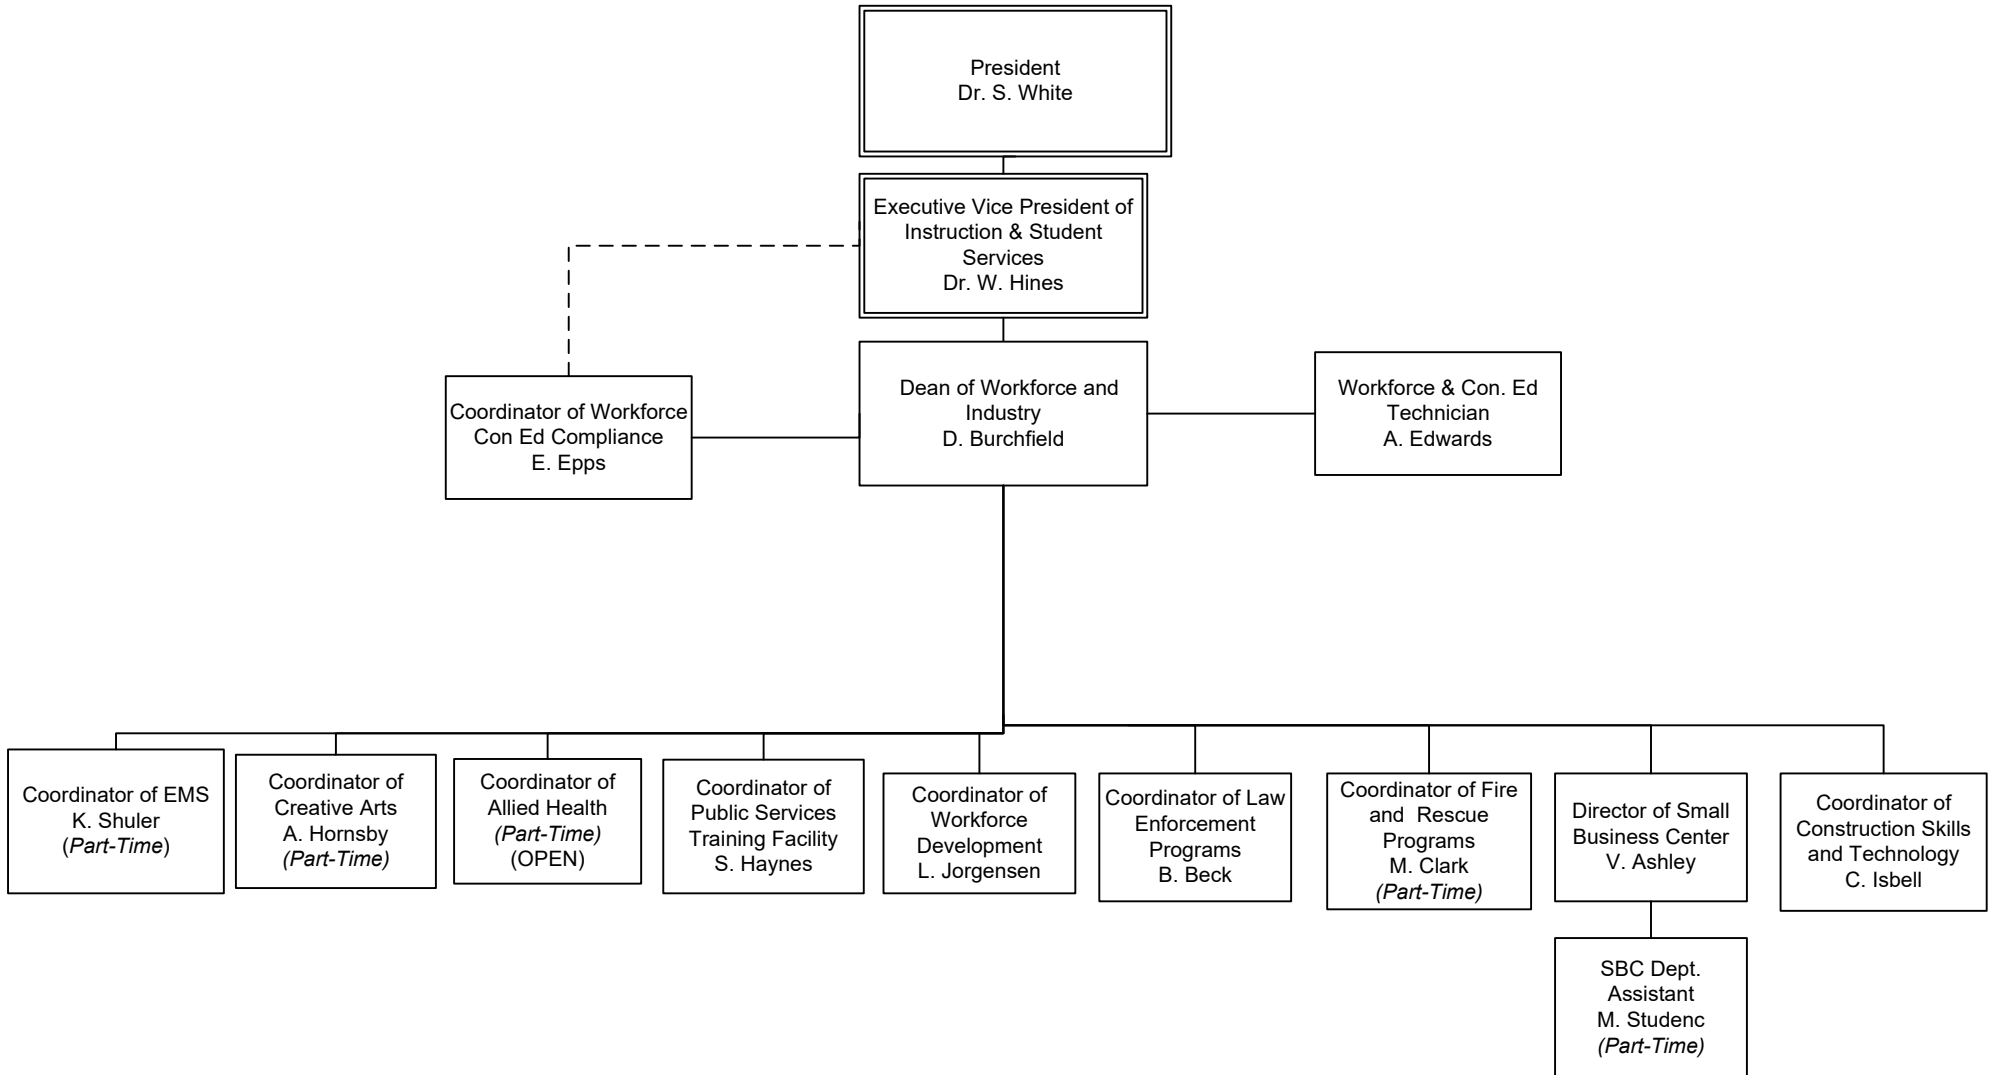 President
Dr. S. White
Executive Vice President of
Instruction & Student
Services
Dr. W. Hines
Coordinator of Workforce
Con Ed Compliance
E. Epps
Dean of Workforce and
Industry
D. Burchfield
Workforce & Con. Ed
Technician
A. Edwards
Coordinator of EMS
K. Shuler
(Part-Time)
Coordinator of
Creative Arts
A. Hornsby
(Part-Time)
Coordinator of
Allied Health
(Part-Time)
(OPEN)
Coordinator of
Public Services
Training Facility
S. Haynes
Coordinator of
Workforce
Development
L. Jorgensen
Coordinator of Law
Enforcement
Programs
B. Beck
Coordinator of Fire
and Rescue
Programs
M. Clark
(Part-Time)
Director of Small
Business Center
V. Ashley
Coordinator of
Construction Skills
and Technology
C. Isbell
SBC Dept.
Assistant
M. Studenc
(Part-Time)